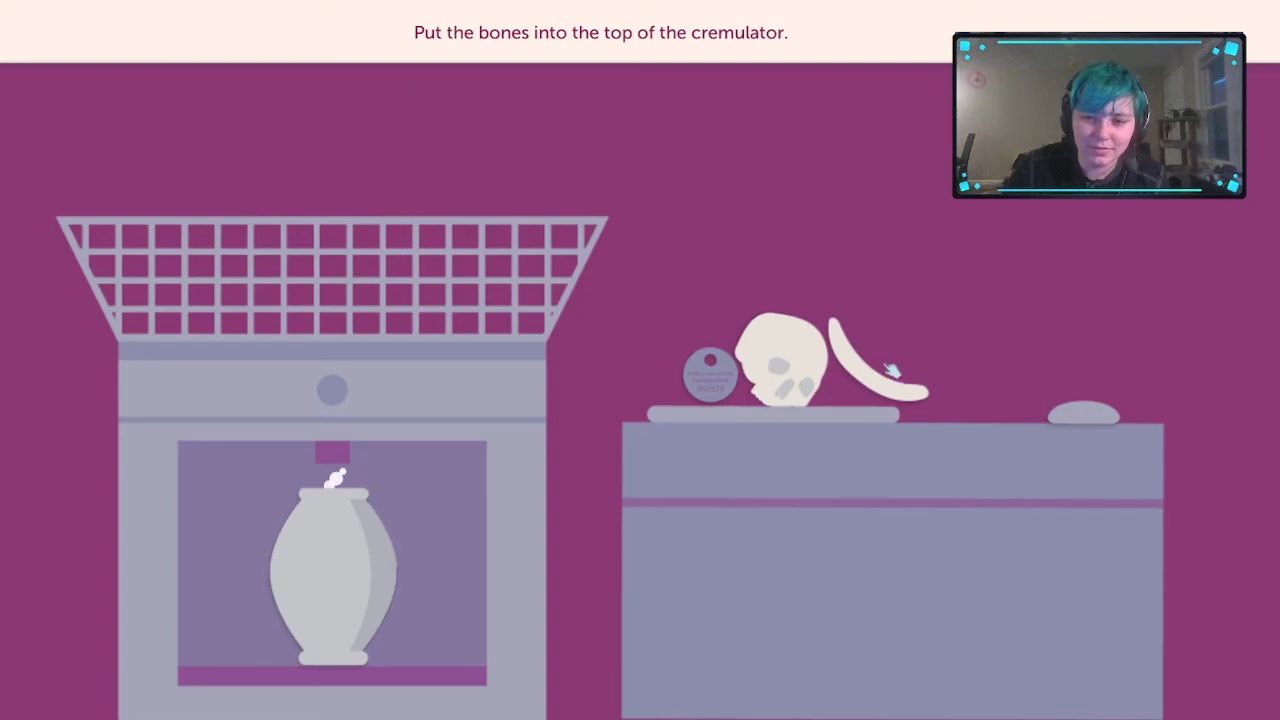 Put the bones into the top of the cremulator.